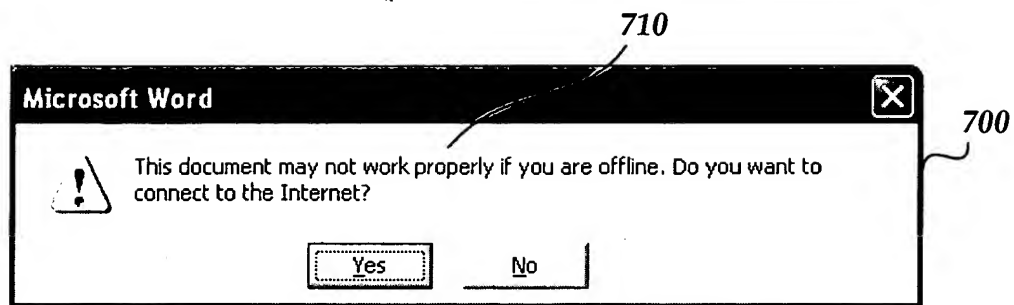 710
Microsoft Word
700
This document may not work properly if you are offline. Do you want to
connect to the Internet?
Yes No